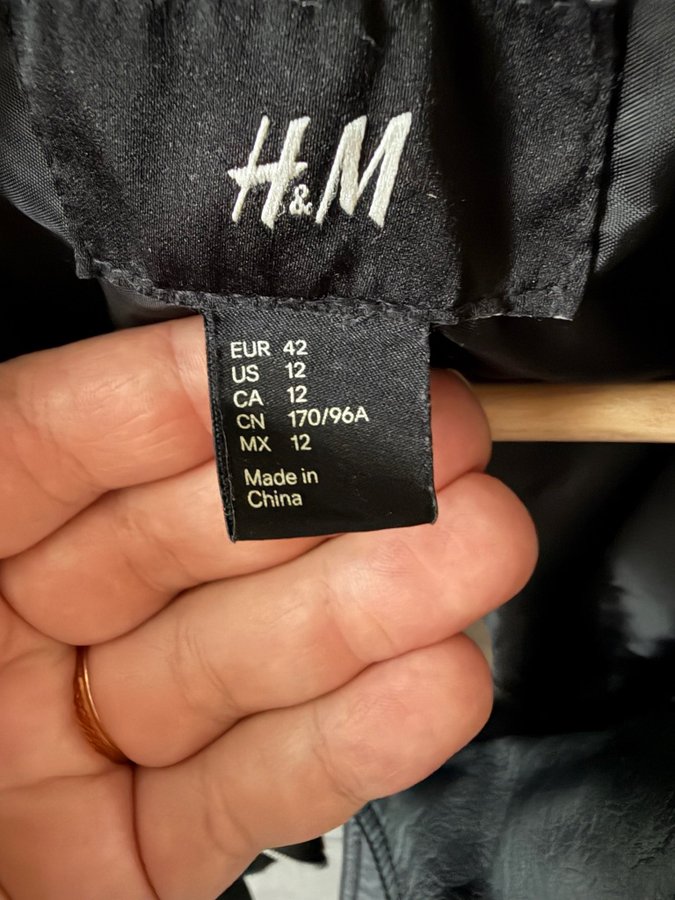 H&M
EUR 42
US 12
CA 12
CN 170/96A
MX 12
Made in
China